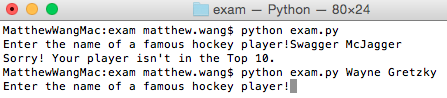 exam — Python — 80×24
MatthewWangMac:exam matthew.wang$ python exam.py
Enter the name of a famous hockey player!Swagger McJagger
Sorry! Your player isn't in the Top 10.
MatthewWangMac:exam matthew.wang$ python exam.py Wayne Gretzky
Enter the name of a famous hockey player!